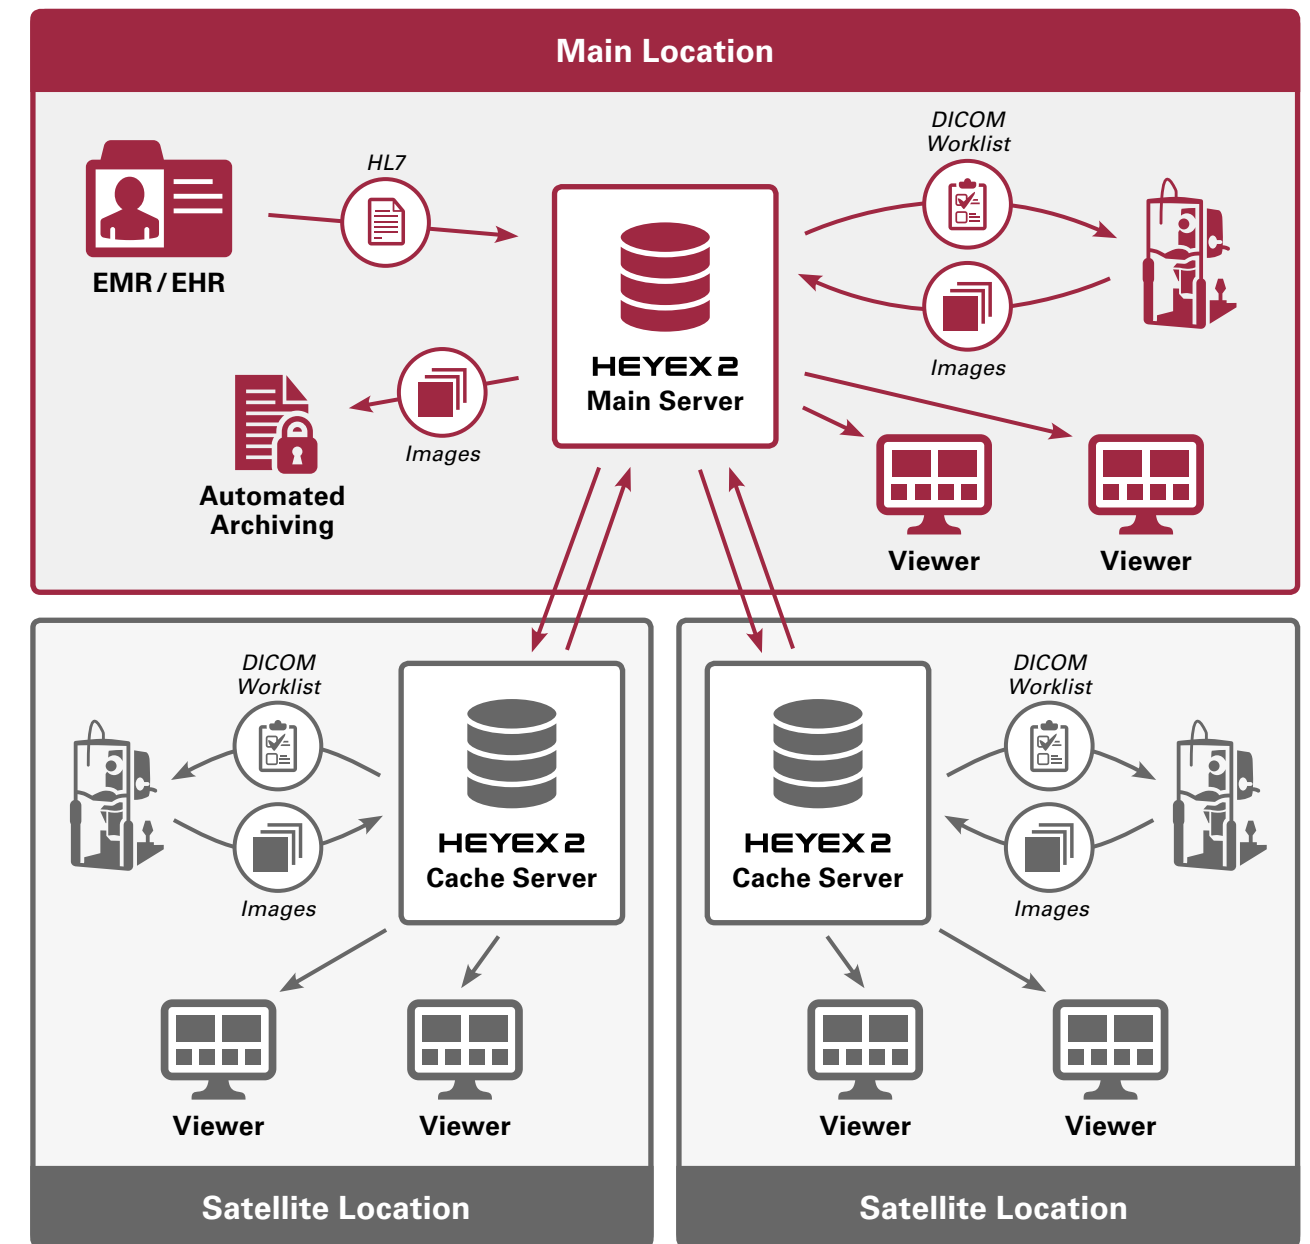 Main Location
DICOM
Worklist
HL7
EMR / EHR
Images
HEYEX 2
Main Server
Images
Automated
Archiving
Viewer
Viewer
DICOM
Worklist
Images
HEYEX 2
Cache Server
Viewer
Viewer
Satellite Location
HEYEX 2
Cache Server
DICOM
Worklist
Images
Viewer
Viewer
Satellite Location